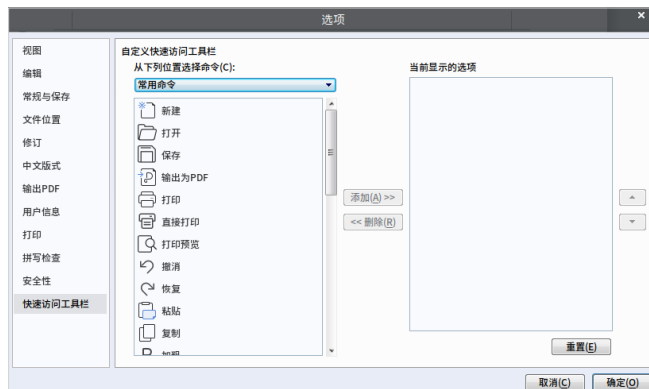 选项
×
视图
编辑
常规与保存
文件位置
修订
中文版式
输出PDF
用户信息
打印
拼写检查
安全性
快速访问工具栏
自定义快速访问工具栏
从下列位置选择命令(C):
常用命令
新建
打开
保存
输出为PDF
打印
直接打印
打印预览
撤消
恢复
粘贴
复制
添加(A) >>
<< 删除(R)
当前显示的选项
重置(E)
取消(C)
确定(O)